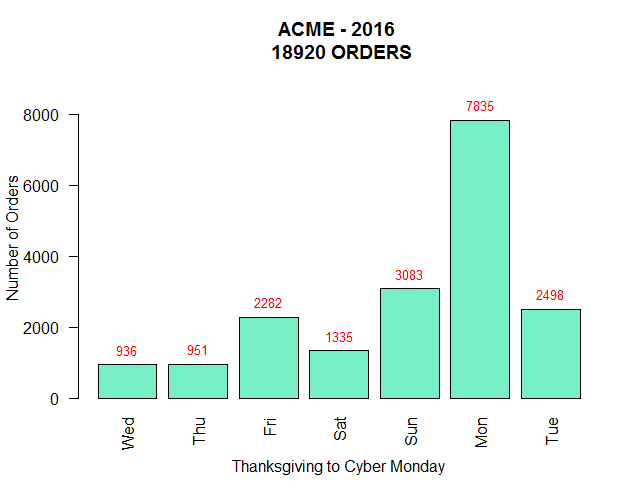 ACME - 2016
18920 ORDERS
Number of Orders
8000
6000
4000
2000
0
936
951
2282
1335
3083
7835
2498
Wed
Thu
Fri
Sat
Sun
Mon
Tue
Thanksgiving to Cyber Monday